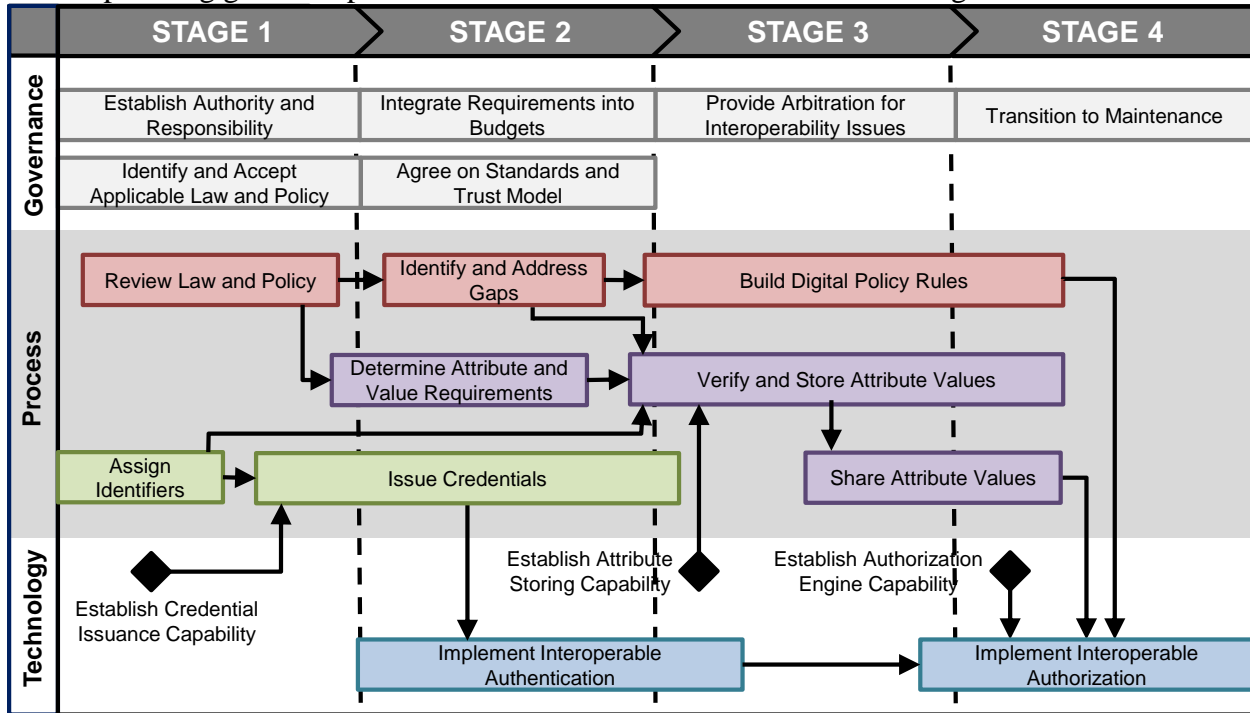 STAGE 1
STAGE 2
STAGE 3
STAGE 4
Governance
Establish Authority and
Responsibility
Integrate Requirements into
Budgets
Provide Arbitration for
Interoperability Issues
Transition to Maintenance
Identify and Accept
Applicable Law and Policy
Agree on Standards and
Trust Model
Process
Review Law and Policy
Identify and Address
Gaps
Build Digital Policy Rules
Determine Attribute and
Value Requirements
Verify and Store Attribute Values
Assign
Identifiers
Issue Credentials
Share Attribute Values
Technology
Establish Credential
Issuance Capability
Establish Attribute
Storing Capability
Establish Authorization
Engine Capability
Implement Interoperable
Authentication
Implement Interoperable
Authorization